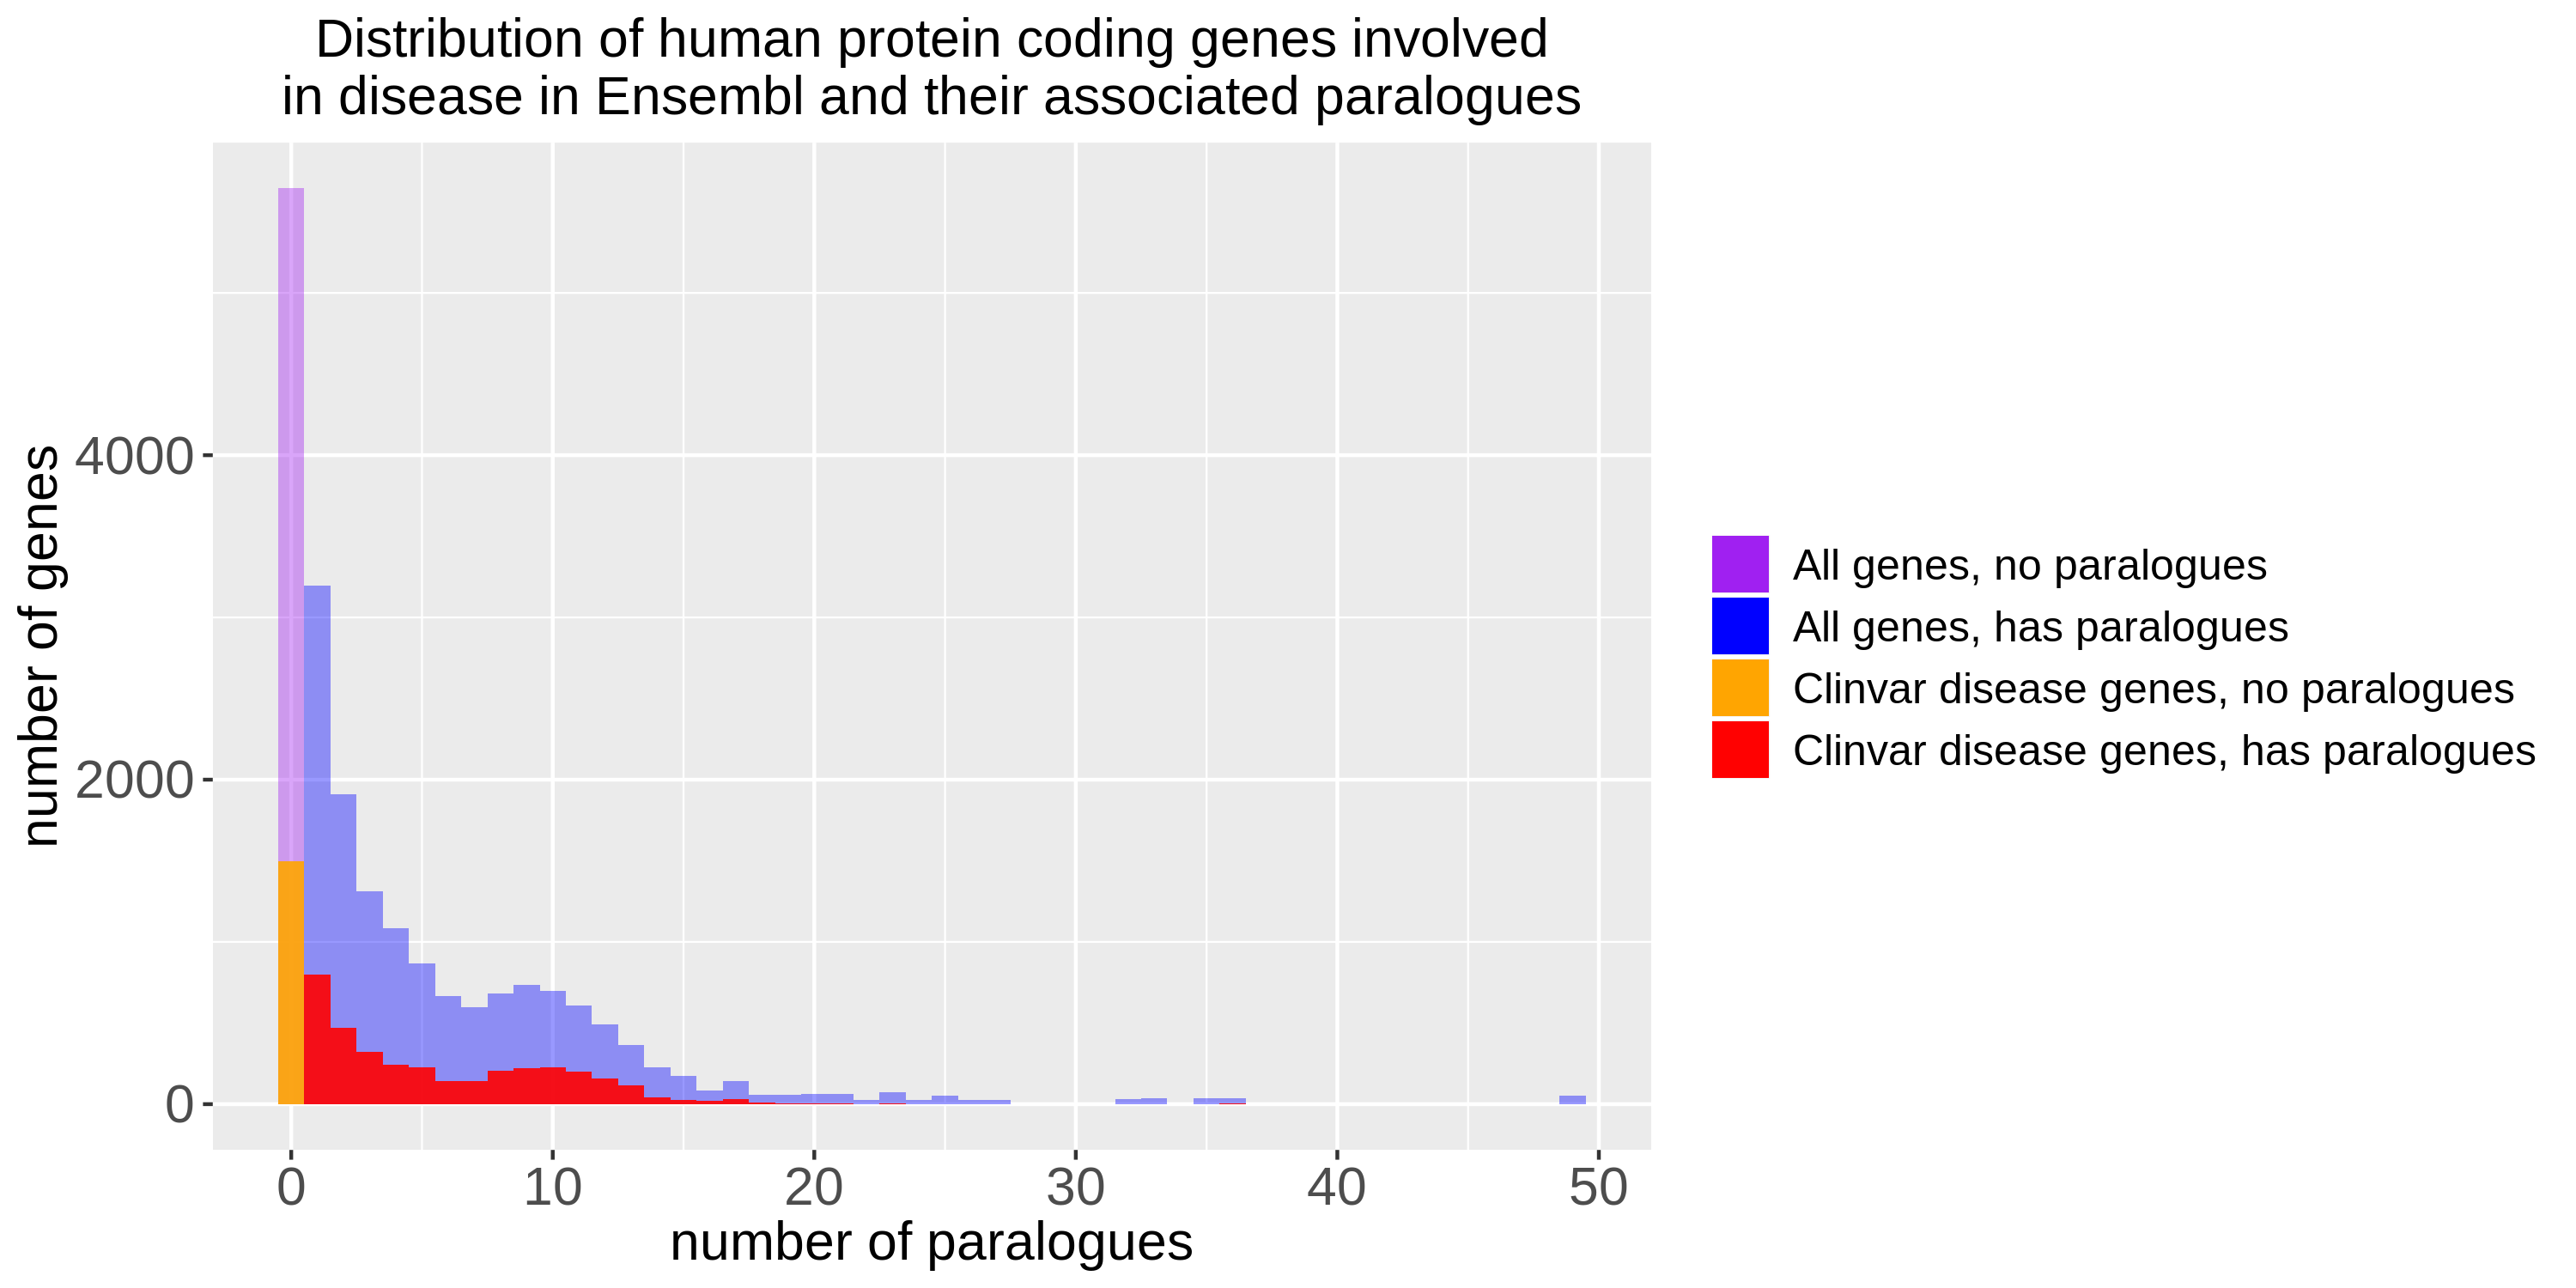 Distribution of human protein coding genes involved
in disease in Ensembl and their associated paralogues
number of genes
4000
2000
0
0 10 20 30 40 50
number of paralogues
All genes, no paralogues
All genes, has paralogues
Clinvar disease genes, no paralogues
Clinvar disease genes, has paralogues